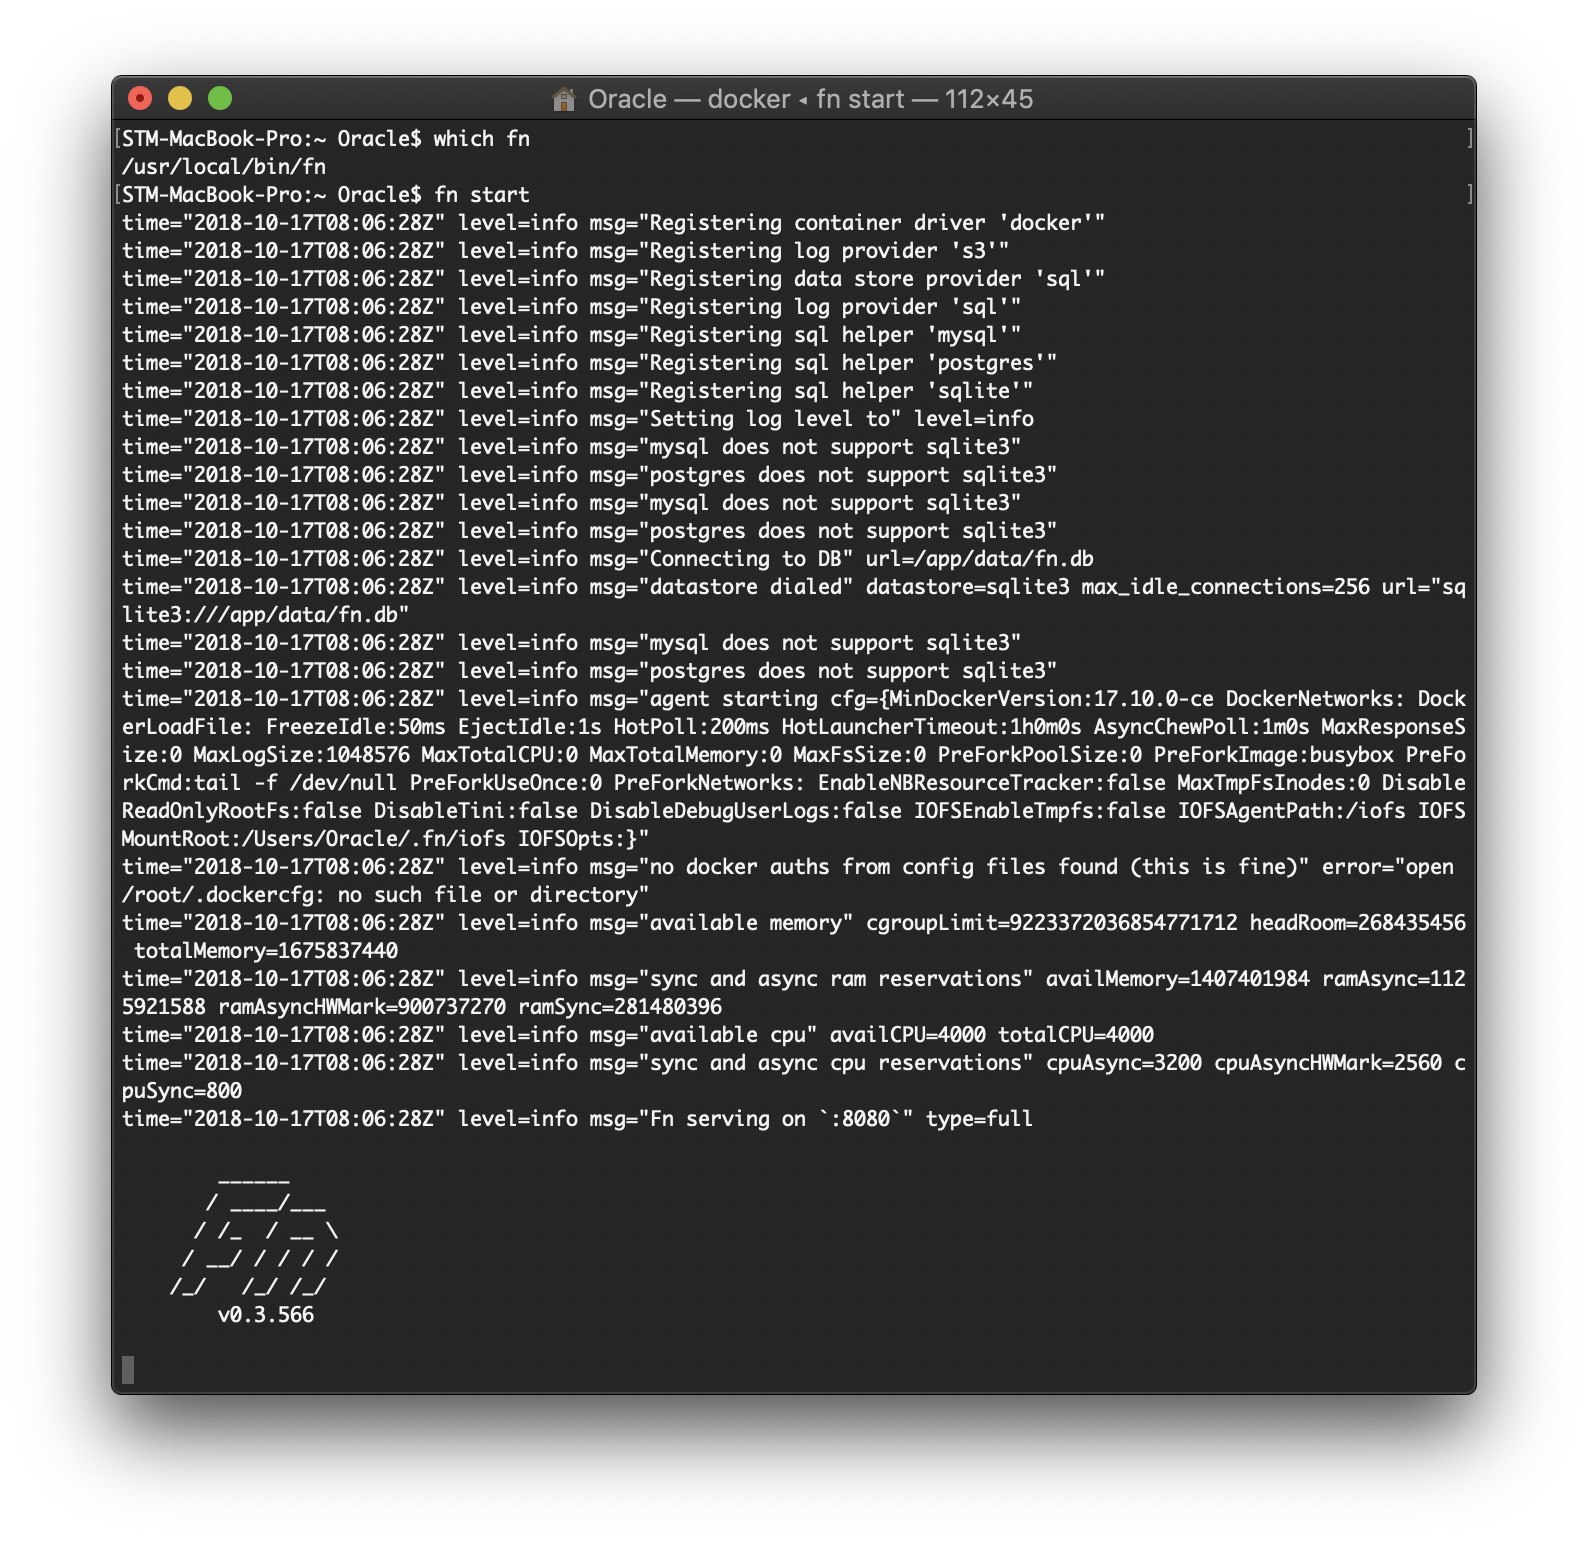 Oracle — docker ◂ fn start — 112×45
[STM-MacBook-Pro:~ Oracle$ which fn ]
/usr/local/bin/fn
[STM-MacBook-Pro:~ Oracle$ fn start ]
time="2018-10-17T08:06:28Z" level=info msg="Registering container driver 'docker'"
time="2018-10-17T08:06:28Z" level=info msg="Registering log provider 's3'"
time="2018-10-17T08:06:28Z" level=info msg="Registering data store provider 'sql'"
time="2018-10-17T08:06:28Z" level=info msg="Registering log provider 'sql'"
time="2018-10-17T08:06:28Z" level=info msg="Registering sql helper 'mysql'"
time="2018-10-17T08:06:28Z" level=info msg="Registering sql helper 'postgres'"
time="2018-10-17T08:06:28Z" level=info msg="Registering sql helper 'sqlite'"
time="2018-10-17T08:06:28Z" level=info msg="Setting log level to" level=info
time="2018-10-17T08:06:28Z" level=info msg="mysql does not support sqlite3"
time="2018-10-17T08:06:28Z" level=info msg="postgres does not support sqlite3"
time="2018-10-17T08:06:28Z" level=info msg="mysql does not support sqlite3"
time="2018-10-17T08:06:28Z" level=info msg="postgres does not support sqlite3"
time="2018-10-17T08:06:28Z" level=info msg="Connecting to DB" url=/app/data/fn.db
time="2018-10-17T08:06:28Z" level=info msg="datastore dialed" datastore=sqlite3 max_idle_connections=256 url="sq
lite3:///app/data/fn.db"
time="2018-10-17T08:06:28Z" level=info msg="mysql does not support sqlite3"
time="2018-10-17T08:06:28Z" level=info msg="postgres does not support sqlite3"
time="2018-10-17T08:06:28Z" level=info msg="agent starting cfg={MinDockerVersion:17.10.0-ce DockerNetworks: Dock
erLoadFile: FreezeIdle:50ms EjectIdle:1s HotPoll:200ms HotLauncherTimeout:1h0m0s AsyncChewPoll:1m0s MaxResponseS
ize:0 MaxLogSize:1048576 MaxTotalCPU:0 MaxTotalMemory:0 MaxFsSize:0 PreForkPoolSize:0 PreForkImage:busybox PreFo
rkCmd:tail -f /dev/null PreForkUseOnce:0 PreForkNetworks: EnableNBResourceTracker:false MaxTmpFsInodes:0 Disable
ReadOnlyRootFs:false DisableTini:false DisableDebugUserLogs:false IOFSEnableTmpfs:false IOFSAgentPath:/iofs IOFS
MountRoot:/Users/Oracle/.fn/iofs IOFSOpts:}"
time="2018-10-17T08:06:28Z" level=info msg="no docker auths from config files found (this is fine)" error="open 
/root/.dockercfg: no such file or directory"
time="2018-10-17T08:06:28Z" level=info msg="available memory" cgroupLimit=9223372036854771712 headRoom=268435456
 totalMemory=1675837440
time="2018-10-17T08:06:28Z" level=info msg="sync and async ram reservations" availMemory=1407401984 ramAsync=112
5921588 ramAsyncHWMark=900737270 ramSync=281480396
time="2018-10-17T08:06:28Z" level=info msg="available cpu" availCPU=4000 totalCPU=4000
time="2018-10-17T08:06:28Z" level=info msg="sync and async cpu reservations" cpuAsync=3200 cpuAsyncHWMark=2560 c
puSync=800
time="2018-10-17T08:06:28Z" level=info msg="Fn serving on `:8080`" type=full
        ______
       / ____/___
      / /_  / __ \
     / __/ / / / /
    /_/   /_/ /_/
        v0.3.566